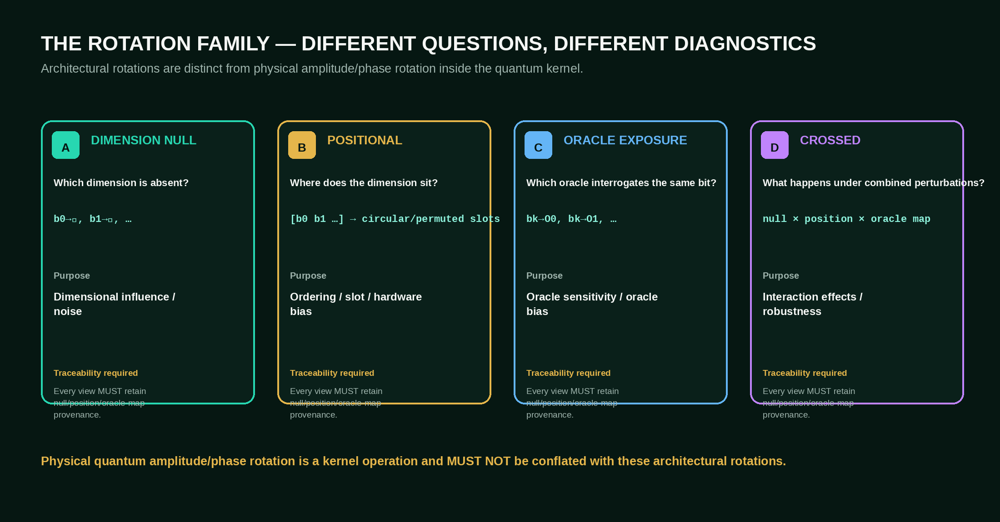 THE ROTATION FAMILY — DIFFERENT QUESTIONS, DIFFERENT DIAGNOSTICS
Architectural rotations are distinct from physical amplitude/phase rotation inside the quantum kernel.
A
DIMENSION NULL
Which dimension is absent?
b0→□, b1→□, …
Purpose
Dimensional influence /
noise
Traceability required
Every view MUST retain
null/position/oracle-map
provenance.
B
POSITIONAL
Where does the dimension sit?
[b0 b1 …] → circular/permuted slots
Purpose
Ordering / slot / hardware
bias
Traceability required
Every view MUST retain
null/position/oracle-map
provenance.
C
ORACLE EXPOSURE
Which oracle interrogates the same bit?
bk→O0, bk→O1, …
Purpose
Oracle sensitivity / oracle
bias
Traceability required
Every view MUST retain
null/position/oracle-map
provenance.
D
CROSSED
What happens under combined perturbations?
null × position × oracle map
Purpose
Interaction effects /
robustness
Traceability required
Every view MUST retain
null/position/oracle-map
provenance.
Physical quantum amplitude/phase rotation is a kernel operation and MUST NOT be conflated with these architectural rotations.